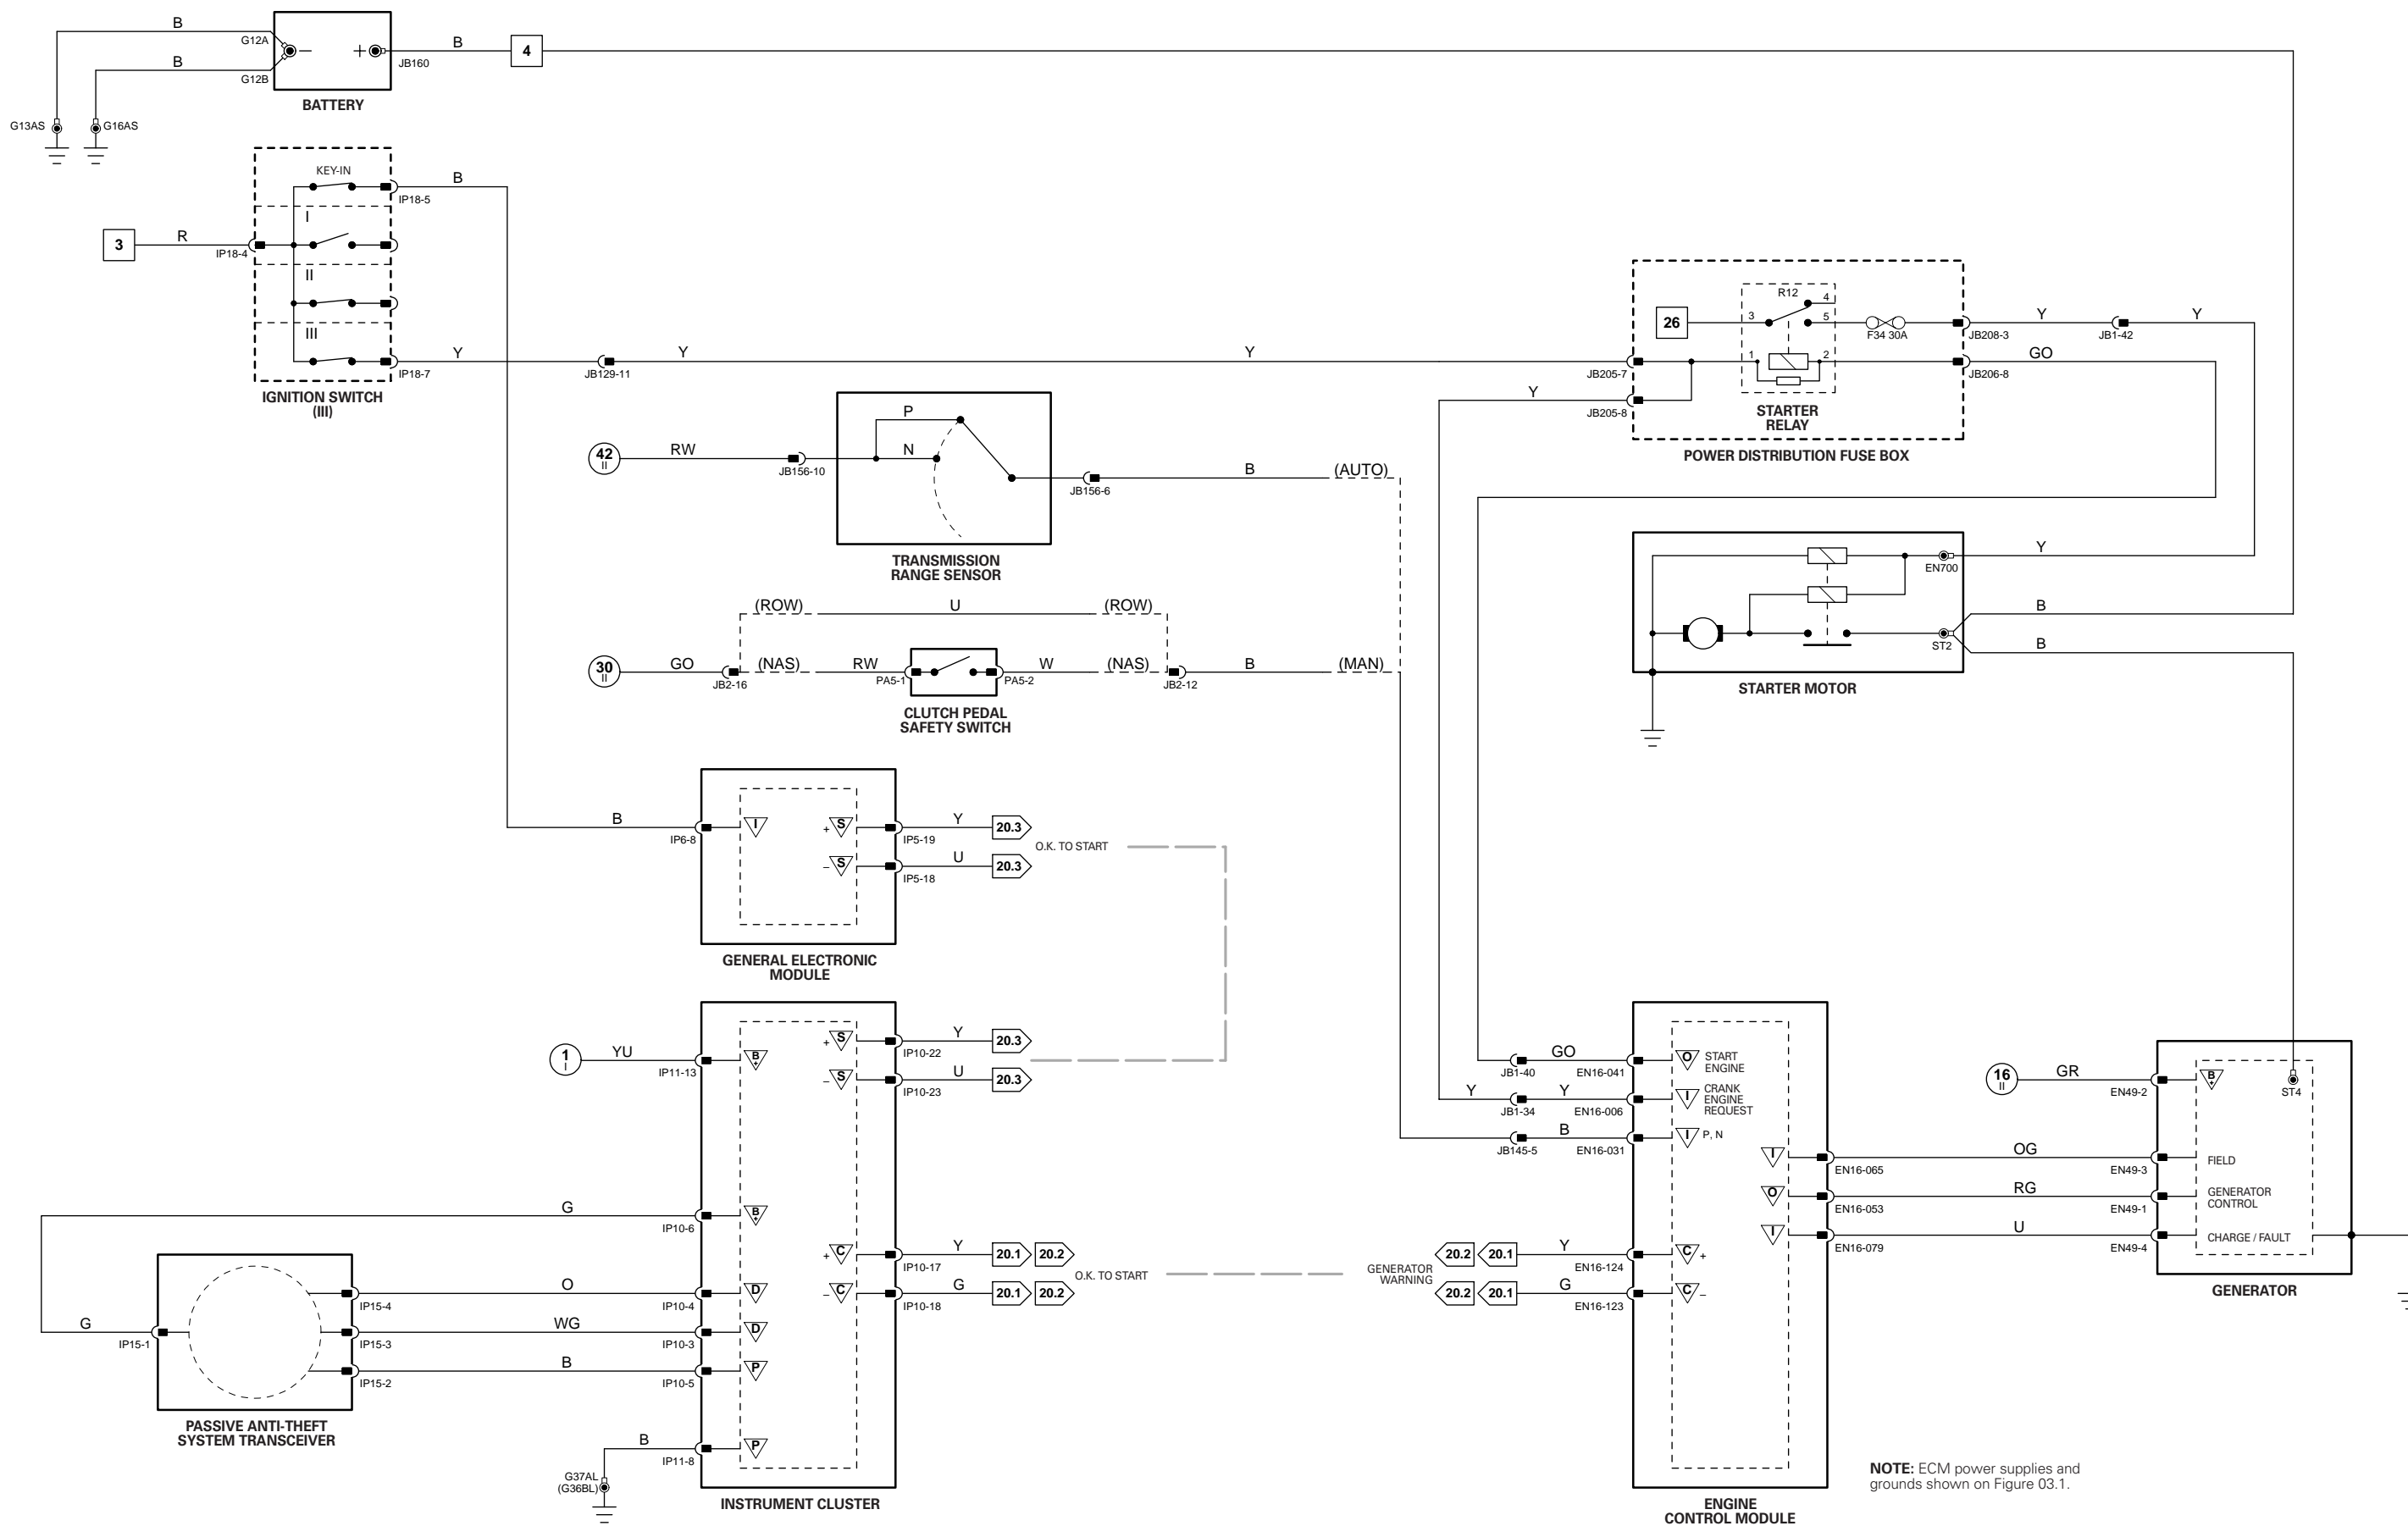 B
G12A
B
G12B
− + JB160
B
4
BATTERY
G13AS
G16AS
KEY-IN
B
IP18-5
I
3
R
IP18-4
II
III
Y
IP18-7
IGNITION SWITCH
(III)
JB129-11
Y
Y
JB205-7
Y
JB205-8
26
R12
3
4
5
1
2
F34 30A
JB208-3
Y
JB1-42
Y
GO
JB206-8
STARTER
RELAY
POWER DISTRIBUTION FUSE BOX
42
II
RW
JB156-10
P
N
JB156-6
B
(AUTO)
TRANSMISSION
RANGE SENSOR
(ROW)
U
(ROW)
30
II
GO
JB2-16
(NAS)
RW
PA5-1
PA5-2
W
(NAS)
JB2-12
B
(MAN)
CLUTCH PEDAL
SAFETY SWITCH
EN700
Y
B
ST2
B
STARTER MOTOR
B
IP6-8
I
+ S
IP5-19
Y
20.3
O.K. TO START
− S
IP5-18
U
20.3
GENERAL ELECTRONIC
MODULE
1
I
YU
IP11-13
B+
+ S
IP10-22
Y
20.3
− S
IP10-23
U
20.3
G
IP10-6
B+
+ C
IP10-17
Y
20.1 20.2
O.K. TO START
− C
IP10-18
G
20.1 20.2
G
IP15-1
IP15-4
O
IP10-4
D
IP15-3
WG
IP10-3
D
IP15-2
B
IP10-5
P
PASSIVE ANTI-THEFT
SYSTEM TRANSCEIVER
B
IP11-8
P
G37AL
(G36BL)
INSTRUMENT CLUSTER
JB1-40
GO
EN16-041
O
START
ENGINE
Y
JB1-34
Y
EN16-006
I
CRANK
ENGINE
REQUEST
JB145-5
B
EN16-031
I
P, N
I
EN16-065
OG
EN49-3
FIELD
O
EN16-053
RG
EN49-1
GENERATOR
CONTROL
I
EN16-079
U
EN49-4
CHARGE / FAULT
16
II
GR
EN49-2
B+
ST4
GENERATOR
GENERATOR
WARNING
20.2 20.1
Y
EN16-124
C +
20.2 20.1
G
EN16-123
C −
ENGINE
CONTROL MODULE
NOTE: ECM power supplies and
grounds shown on Figure 03.1.